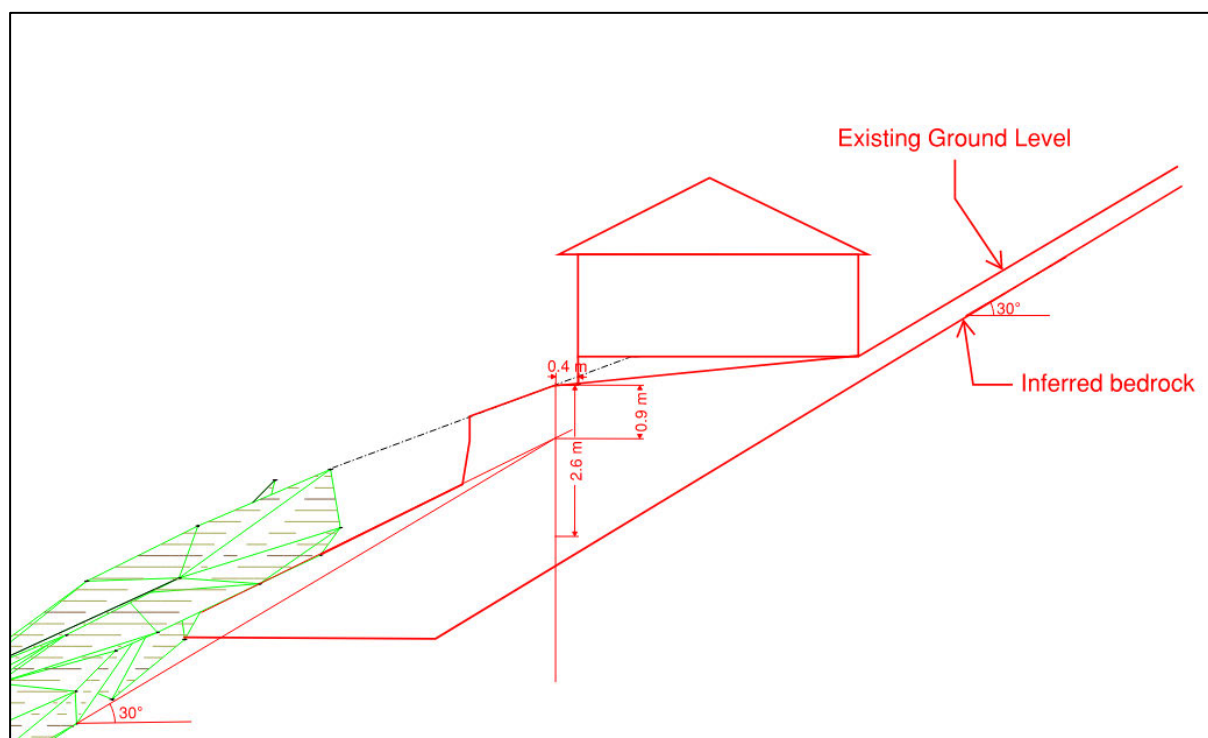 Existing Ground Level
30°
Inferred bedrock
0.4 m
0.9 m
2.6 m
30°